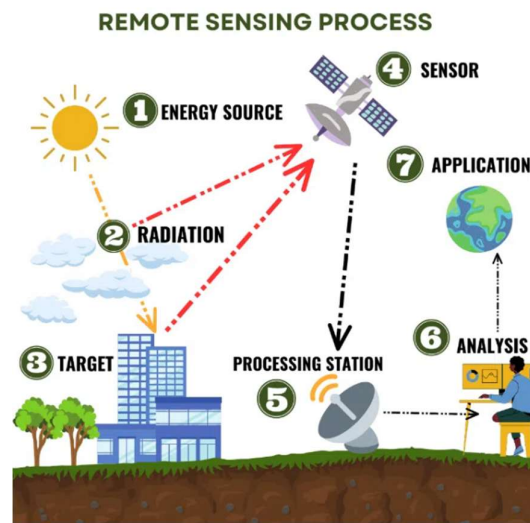 REMOTE SENSING PROCESS
1 ENERGY SOURCE
4 SENSOR
7 APPLICATION
2 RADIATION
6 ANALYSIS
3 TARGET
PROCESSING STATION
5